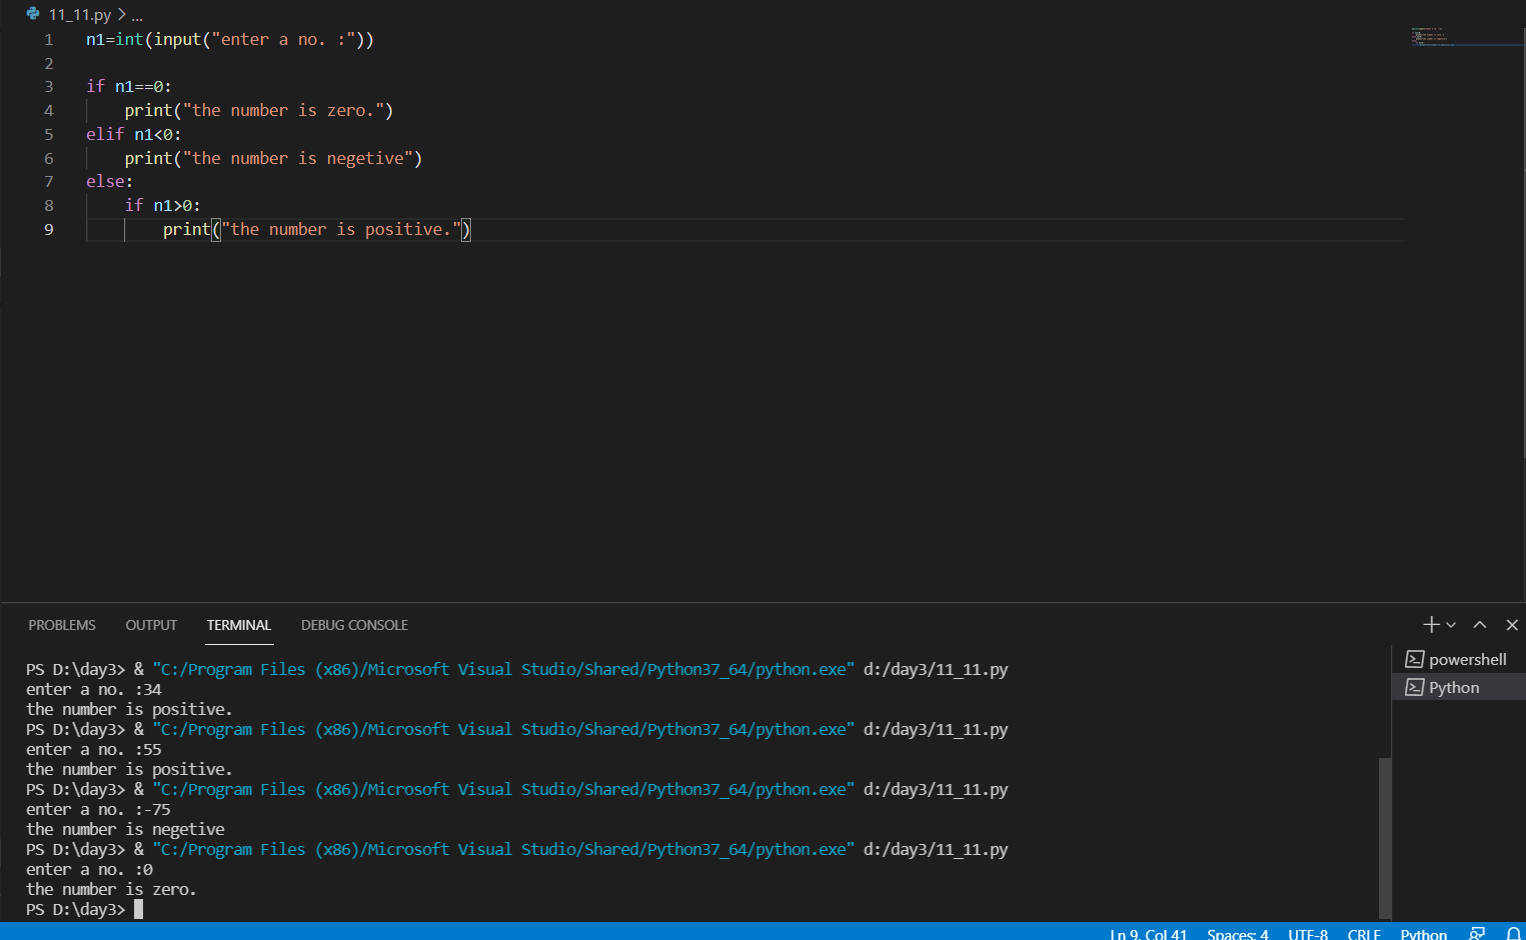 11_11.py > ...
1 n1=int(input("enter a no. :"))
2
3 if n1==0:
4     print("the number is zero.")
5 elif n1<0:
6     print("the number is negetive")
7 else:
8     if n1>0:
9         print("the number is positive.")
PROBLEMS OUTPUT TERMINAL DEBUG CONSOLE
PS D:\day3> & "C:/Program Files (x86)/Microsoft Visual Studio/Shared/Python37_64/python.exe" d:/day3/11_11.py
enter a no. :34
the number is positive.
PS D:\day3> & "C:/Program Files (x86)/Microsoft Visual Studio/Shared/Python37_64/python.exe" d:/day3/11_11.py
enter a no. :55
the number is positive.
PS D:\day3> & "C:/Program Files (x86)/Microsoft Visual Studio/Shared/Python37_64/python.exe" d:/day3/11_11.py
enter a no. :-75
the number is negetive
PS D:\day3> & "C:/Program Files (x86)/Microsoft Visual Studio/Shared/Python37_64/python.exe" d:/day3/11_11.py
enter a no. :0
the number is zero.
PS D:\day3>
powershell
Python
Ln 9, Col 41 Spaces: 4 UTF-8 CRLF Python